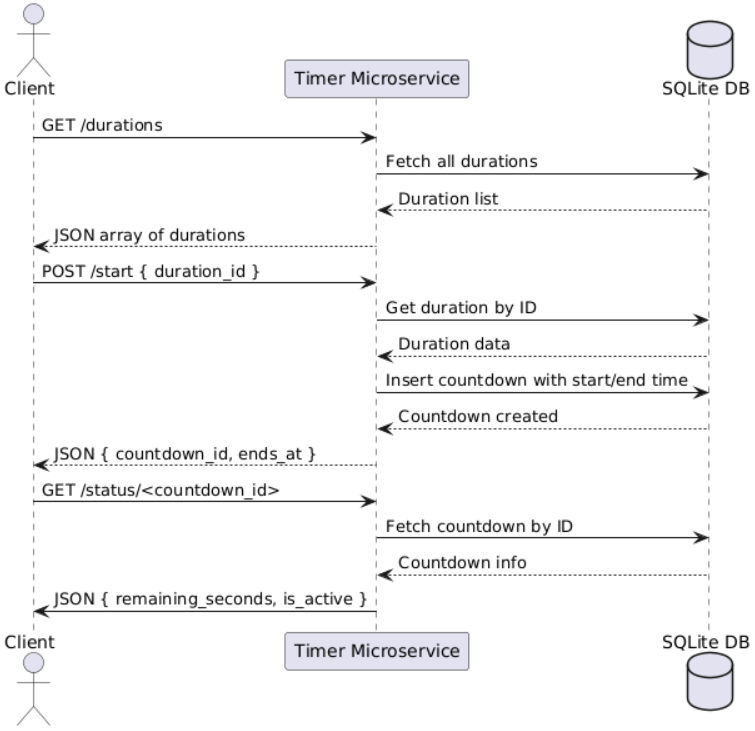 Client
Timer Microservice
SQLite DB
GET /durations
Fetch all durations
Duration list
JSON array of durations
POST /start { duration_id }
Get duration by ID
Duration data
Insert countdown with start/end time
Countdown created
JSON { countdown_id, ends_at }
GET /status/<countdown_id>
Fetch countdown by ID
Countdown info
JSON { remaining_seconds, is_active }
Client
Timer Microservice
SQLite DB